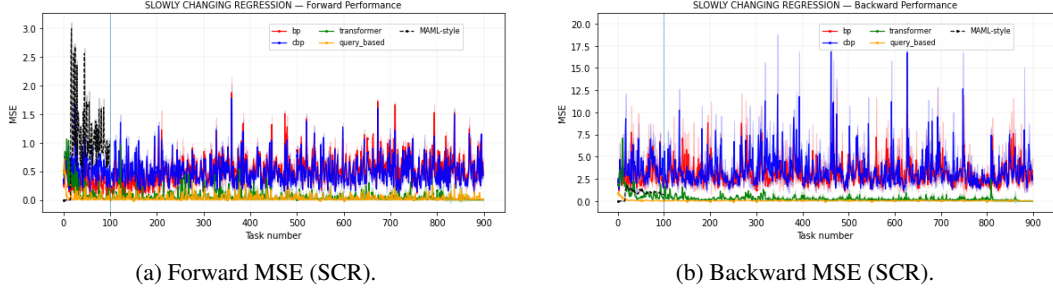 SLOWLY CHANGING REGRESSION — Forward Performance
bp
cbp
transformer
query_based
MAML-style
MSE
3.0
2.5
2.0
1.5
1.0
0.5
0.0
0 100 200 300 400 500 600 700 800 900
Task number
(a) Forward MSE (SCR).
SLOWLY CHANGING REGRESSION — Backward Performance
bp
cbp
transformer
query_based
MAML-style
MSE
20.0
17.5
15.0
12.5
10.0
7.5
5.0
2.5
0.0
0 100 200 300 400 500 600 700 800 900
Task number
(b) Backward MSE (SCR).